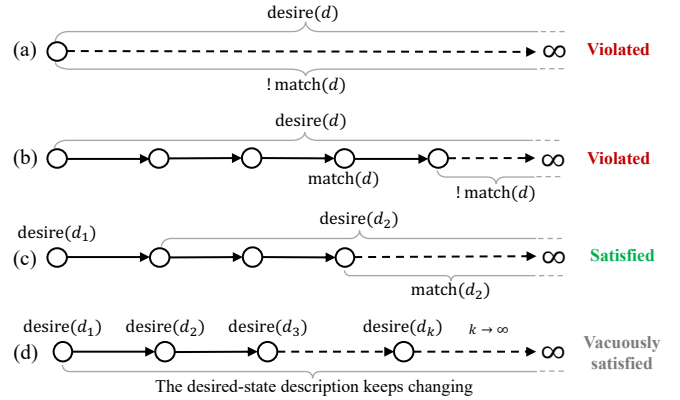 desire(d)
(a) ∞ Violated
! match(d)
desire(d)
(b) ∞ Violated
match(d)
! match(d)
desire(d₂)
desire(d₁)
(c) ∞ Satisfied
match(d₂)
desire(d₁) desire(d₂) desire(d₃) desire(dₖ) k → ∞
(d) ∞ Vacuously
satisfied
The desired-state description keeps changing